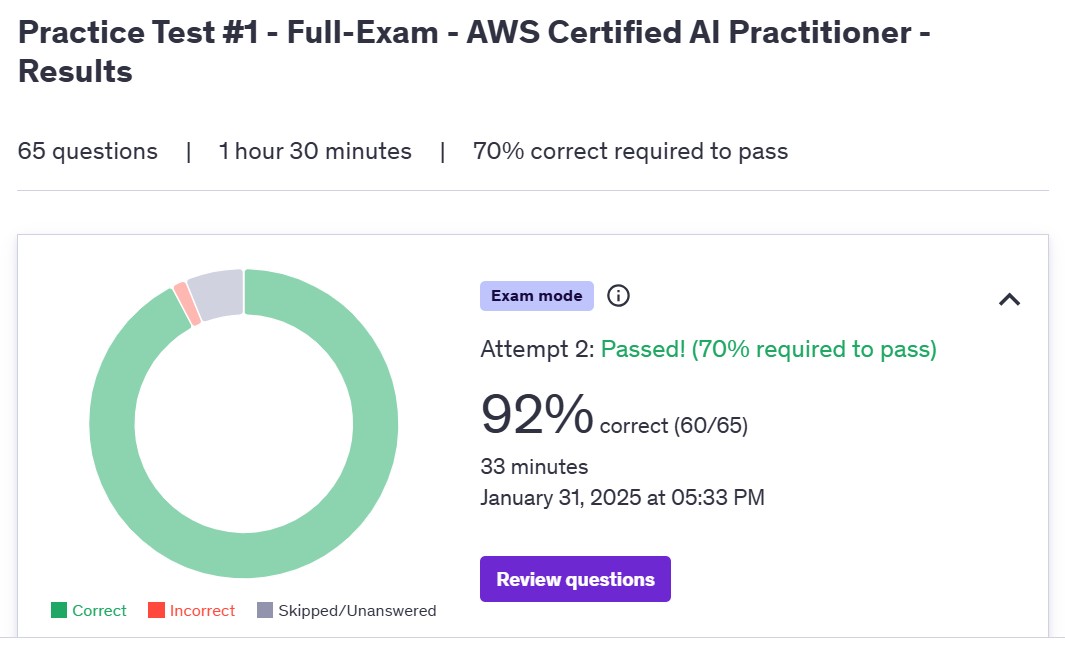 Practice Test #1 - Full-Exam - AWS Certified AI Practitioner -
Results
65 questions | 1 hour 30 minutes | 70% correct required to pass
Exam mode
Attempt 2: Passed! (70% required to pass)
92% correct (60/65)
33 minutes
January 31, 2025 at 05:33 PM
Review questions
Correct Incorrect Skipped/Unanswered